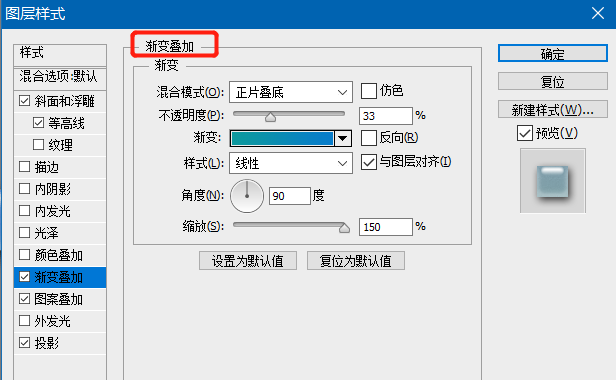 图层样式
样式
混合选项:默认
斜面和浮雕
等高线
纹理
描边
内阴影
内发光
光泽
颜色叠加
渐变叠加
图案叠加
外发光
投影
渐变叠加
渐变
混合模式(O): 正片叠底 仿色
不透明度(P): 33 %
渐变: 反向(R)
样式(L): 线性 与图层对齐(I)
角度(N): 90 度
缩放(S): 150 %
设置为默认值 复位为默认值
确定
复位
新建样式(W)...
预览(V)